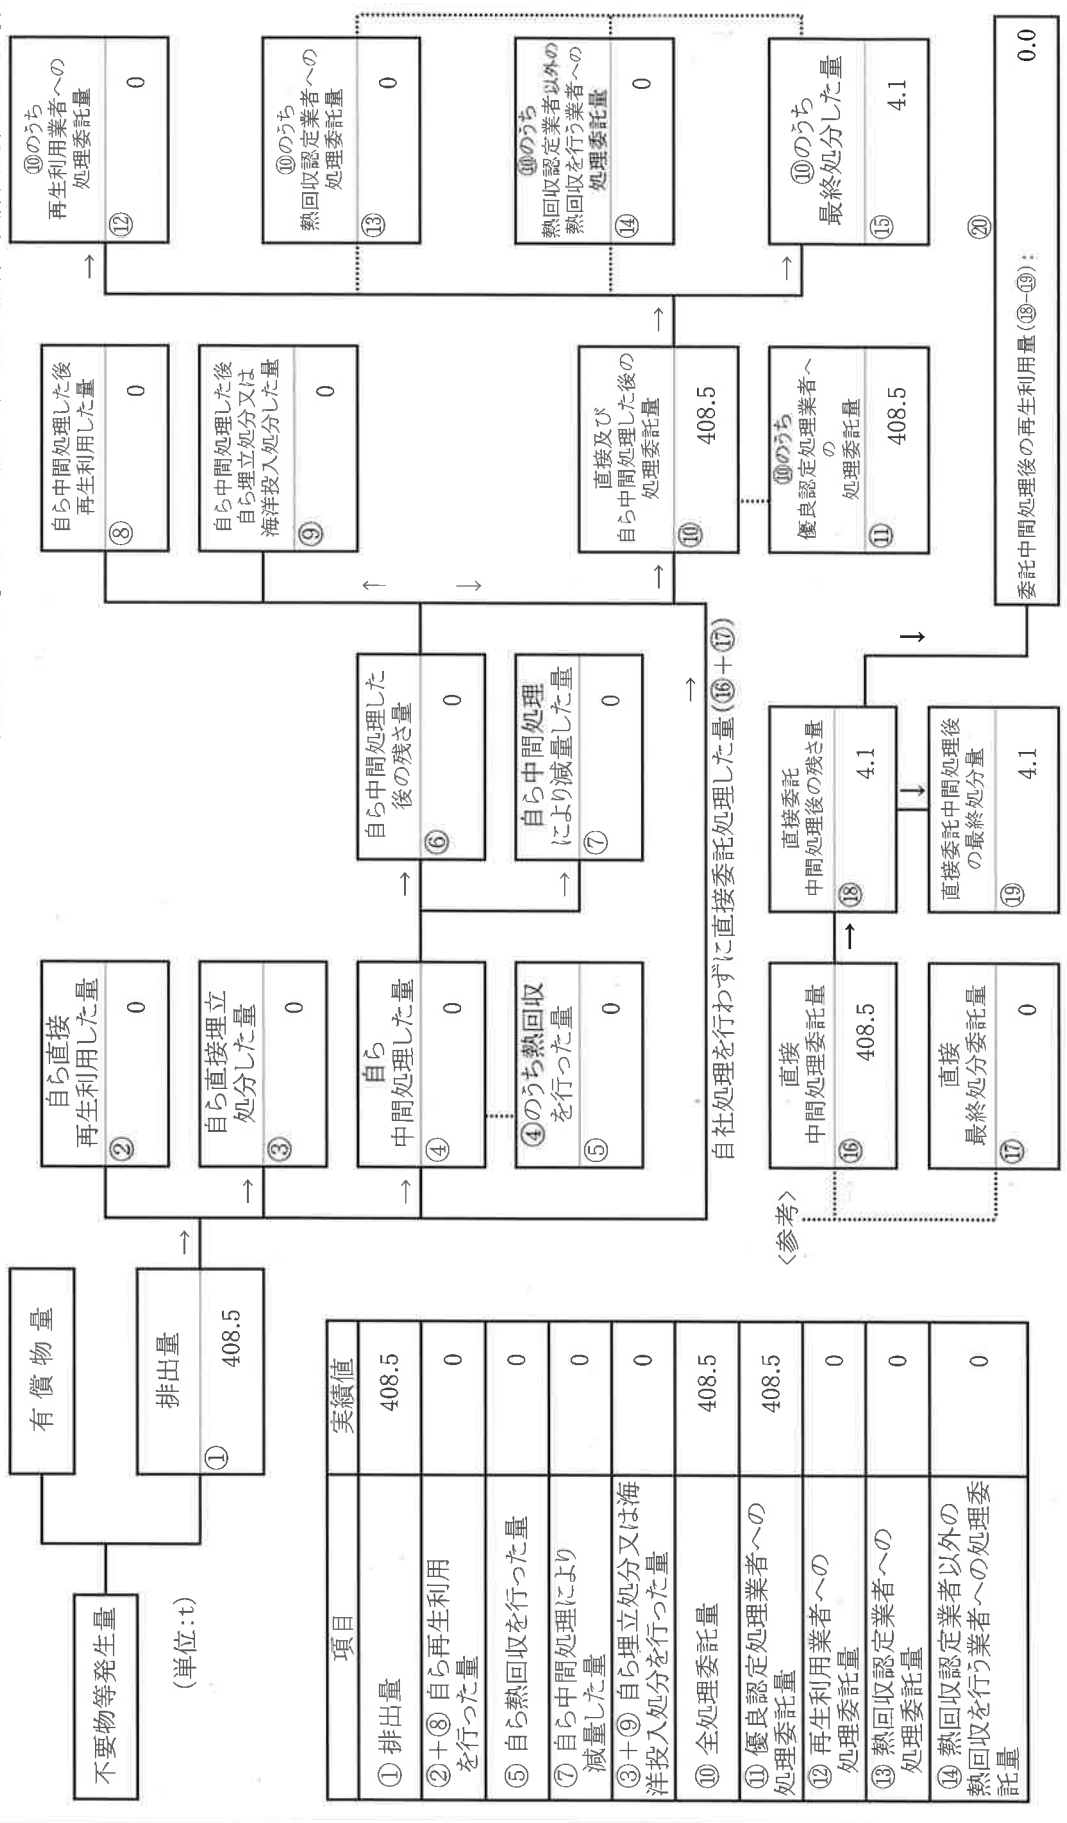 不要物等発生量
(単位:t)
有償物量
排出量
①
408.5
自ら直接
再生利用した量
②
0
自ら直接埋立
処分した量
③
0
自ら
中間処理した量
④
0
④のうち熱回収
を行った量
⑤
0
自ら中間処理した
後の残さ量
⑥
0
自ら中間処理
により減量した量
⑦
0
自ら中間処理した後
再生利用した量
⑧
0
自ら中間処理した後
自ら埋立処分又は
海洋投入処分した量
⑨
0
直接及び
自ら中間処理した後の
処理委託量
⑩
408.5
⑩のうち
優良認定処理業者へ
の
処理委託量
⑪
408.5
⑩のうち
再生利用業者への
処理委託量
⑫
0
⑩のうち
熱回収認定業者への
処理委託量
⑬
0
⑩のうち
熱回収認定業者以外の
熱回収を行う業者への
処理委託量
⑭
0
⑩のうち
最終処分した量
⑮
4.1
自社処理を行わずに直接委託処理した量(⑯+⑰)
<参考>
直接
中間処理委託量
⑯
408.5
直接
最終処分委託量
⑰
0
直接委託
中間処理後の残さ量
⑱
4.1
直接委託中間処理後
の最終処分量
⑲
4.1
⑳
委託中間処理後の再生利用量(⑱-⑲):
0.0
項目
実績値
①排出量
408.5
②+⑧ 自ら再生利用
を行った量
0
⑤ 自ら熱回収を行った量
0
⑦ 自ら中間処理により
減量した量
0
③+⑨ 自ら埋立処分又は海
洋投入処分を行った量
0
⑩ 全処理委託量
408.5
⑪ 優良認定処理業者への
処理委託量
408.5
⑫ 再生利用業者への
処理委託量
0
⑬ 熱回収認定業者への
処理委託量
0
⑭ 熱回収認定業者以外の
熱回収を行う業者への処理委
託量
0